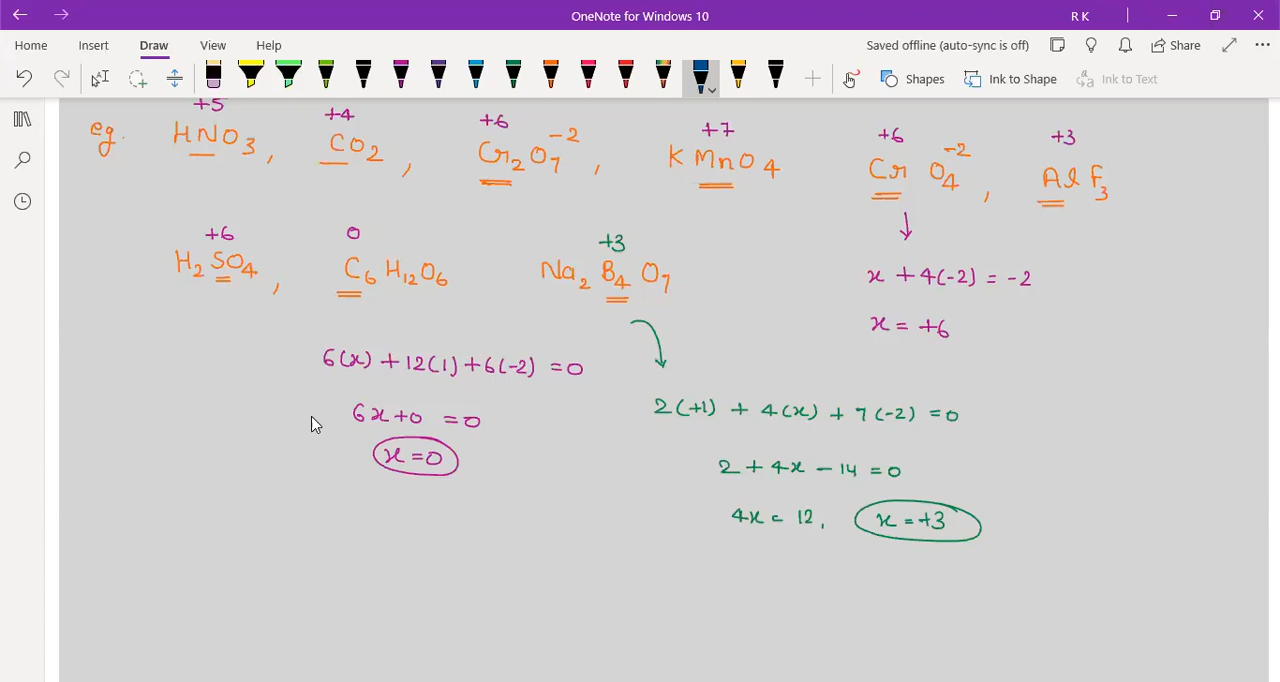 OneNote for Windows 10
R K
Home Insert Draw View Help
Saved offline (auto-sync is off)
Share
Shapes
Ink to Shape
Ink to Text
+5 +4 +6 +7 +6 +3
eg. HNO3, CO2, Cr2O7-2, KMnO4 CrO4-2, AlF3
+6 0 +3
H2SO4, C6H12O6 Na2B4O7
x + 4(-2) = -2
x = +6
6(x) + 12(1) + 6(-2) = 0
6x + 0 = 0
x = 0
2(+1) + 4(x) + 7(-2) = 0
2 + 4x - 14 = 0
4x = 12, x = +3